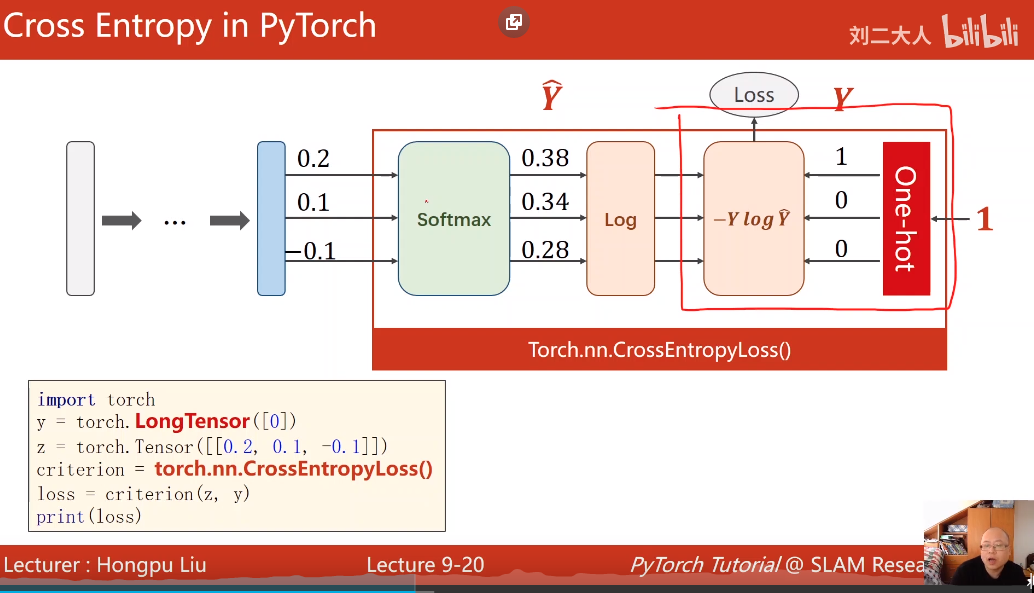 Cross Entropy in PyTorch
刘二大人 bilibili
Ŷ
Loss
Y
0.2
0.1
−0.1
Softmax
0.38
0.34
0.28
Log
−Y log Ŷ
1
0
0
One-hot
1
Torch.nn.CrossEntropyLoss()
import torch
y = torch.LongTensor([0])
z = torch.Tensor([[0.2, 0.1, -0.1]])
criterion = torch.nn.CrossEntropyLoss()
loss = criterion(z, y)
print(loss)
Lecturer : Hongpu Liu
Lecture 9-20
PyTorch Tutorial @ SLAM Resea